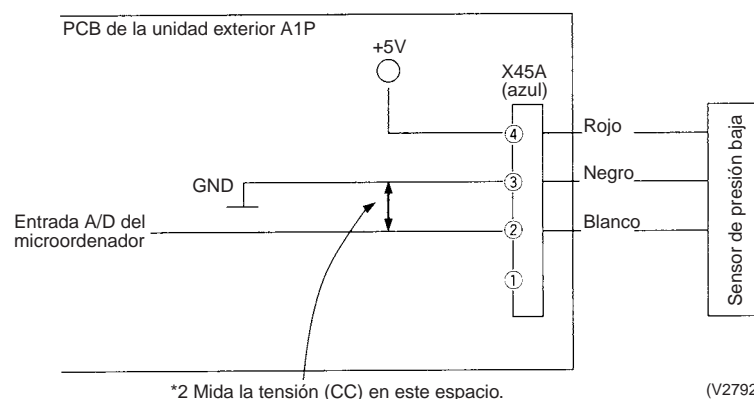 PCB de la unidad exterior A1P
+5V
X45A
(azul)
④
Rojo
GND
③
Negro
Entrada A/D del
microordenador
②
Blanco
①
Sensor de presión baja
*2 Mida la tensión (CC) en este espacio.
(V2792